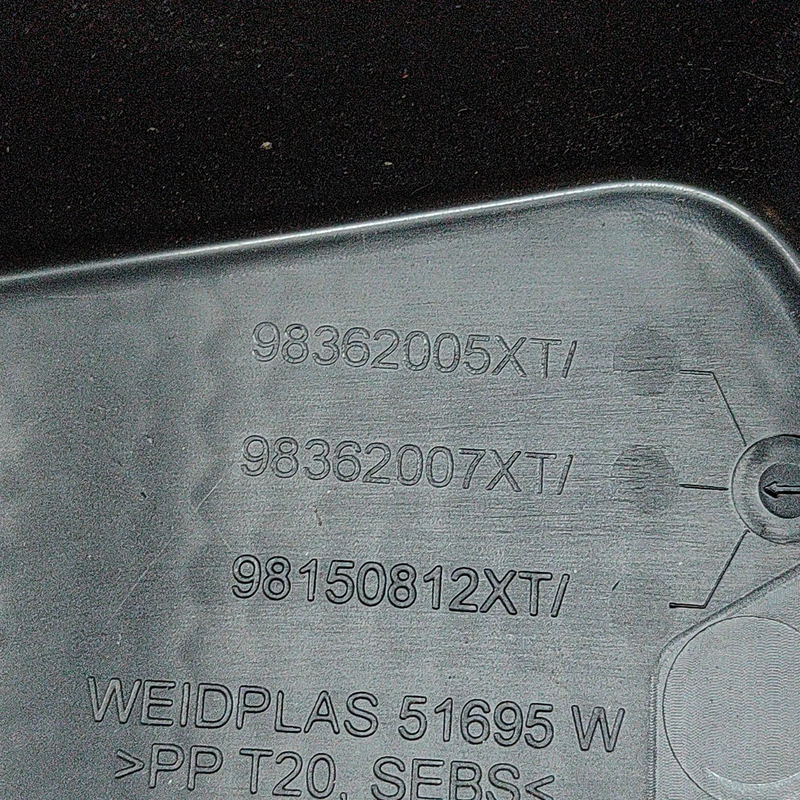 98362005XT/
98362007XT/
98150812XT/
WEIDPLAS 51695 W
>PP T20, SEBS<